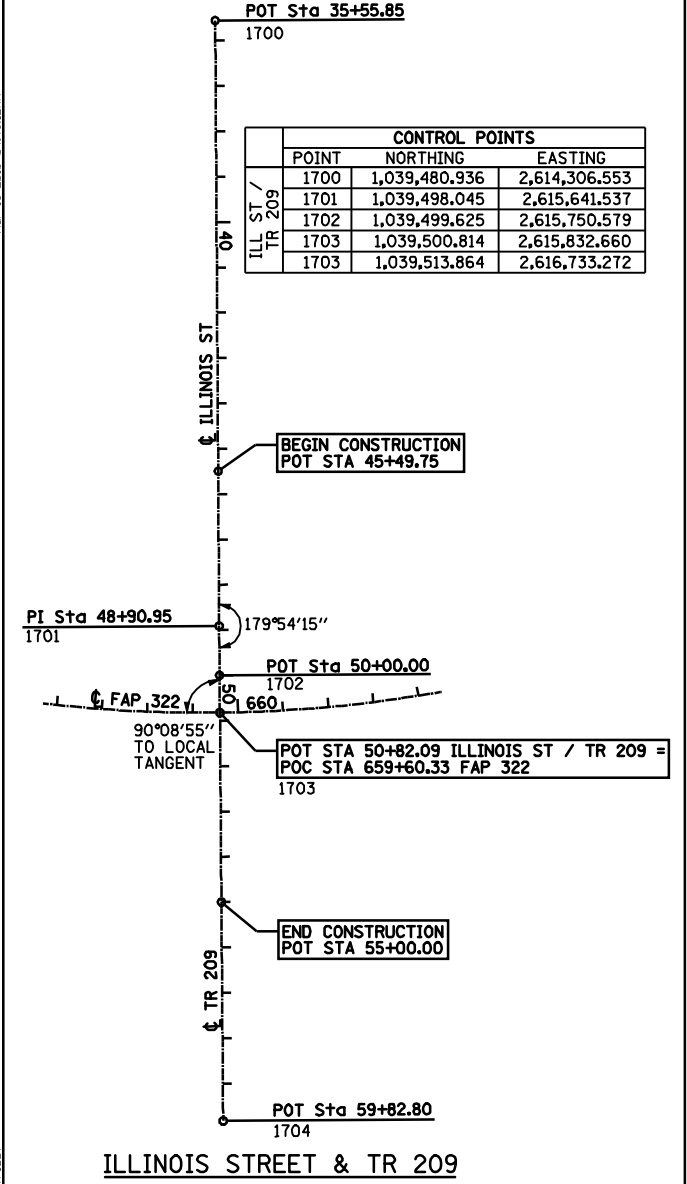 POT Sta 35+55.85
1700
CONTROL POINTS
POINT NORTHING EASTING
ILL ST / TR 209
1700 1,039,480.936 2,614,306.553
1701 1,039,498.045 2,615,641.537
1702 1,039,499.625 2,615,750.579
1703 1,039,500.814 2,615,832.660
1703 1,039,513.864 2,616,733.272
40
℄ ILLINOIS ST
BEGIN CONSTRUCTION
POT STA 45+49.75
PI Sta 48+90.95
1701
179°54'15"
POT Sta 50+00.00
1702
℄ FAP 322
50
660
90°08'55"
TO LOCAL
TANGENT
POT STA 50+82.09 ILLINOIS ST / TR 209 =
POC STA 659+60.33 FAP 322
1703
END CONSTRUCTION
POT STA 55+00.00
℄ TR 209
POT Sta 59+82.80
1704
ILLINOIS STREET & TR 209